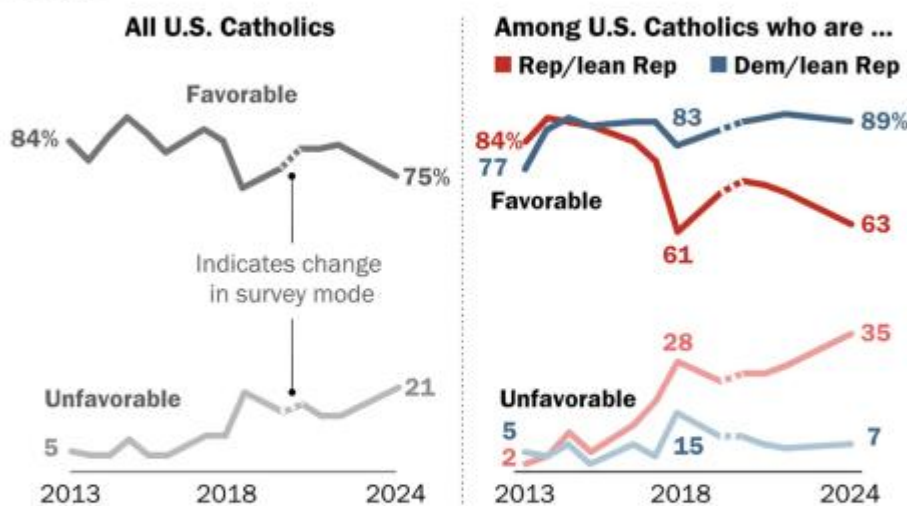 All U.S. Catholics
Favorable
84%
75%
Indicates change
in survey mode
Unfavorable
5
21
2013
2018
2024
Among U.S. Catholics who are ...
Rep/lean Rep
Dem/lean Rep
84%
77
83
89%
Favorable
61
63
28
35
Unfavorable
5
2
15
7
2013
2018
2024